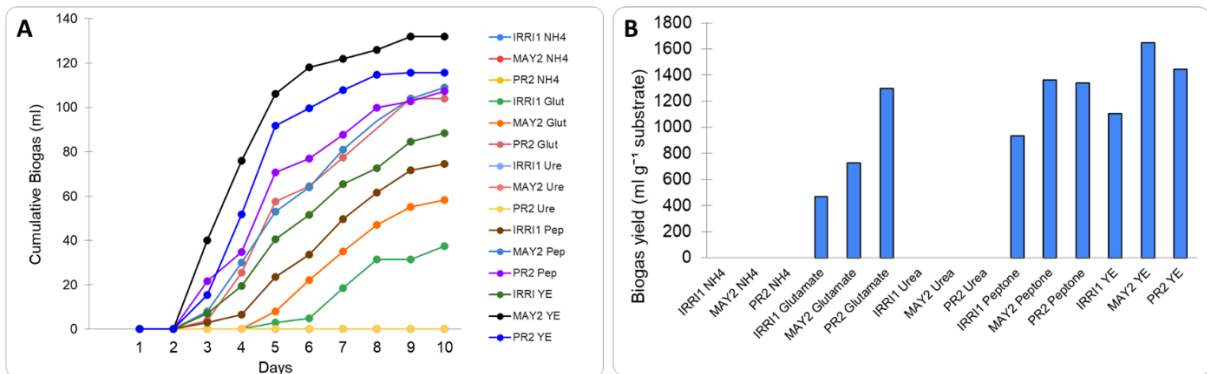 A
140
120
100
80
60
40
20
0
Cumulative Biogas (ml)
1 2 3 4 5 6 7 8 9 10
Days
IRRI1 NH4
MAY2 NH4
PR2 NH4
IRRI1 Glut
MAY2 Glut
PR2 Glut
IRRI1 Ure
MAY2 Ure
PR2 Ure
IRRI1 Pep
MAY2 Pep
PR2 Pep
IRRI YE
MAY2 YE
PR2 YE
B
1800
1600
1400
1200
1000
800
600
400
200
0
Biogas yield (ml g⁻¹ substrate)
IRRI1 NH4
MAY2 NH4
PR2 NH4
IRRI1 Glutamate
MAY2 Glutamate
PR2 Glutamate
IRRI1 Urea
MAY2 Urea
PR2 Urea
IRRI1 Peptone
MAY2 Peptone
PR2 Peptone
IRRI1 YE
MAY2 YE
PR2 YE